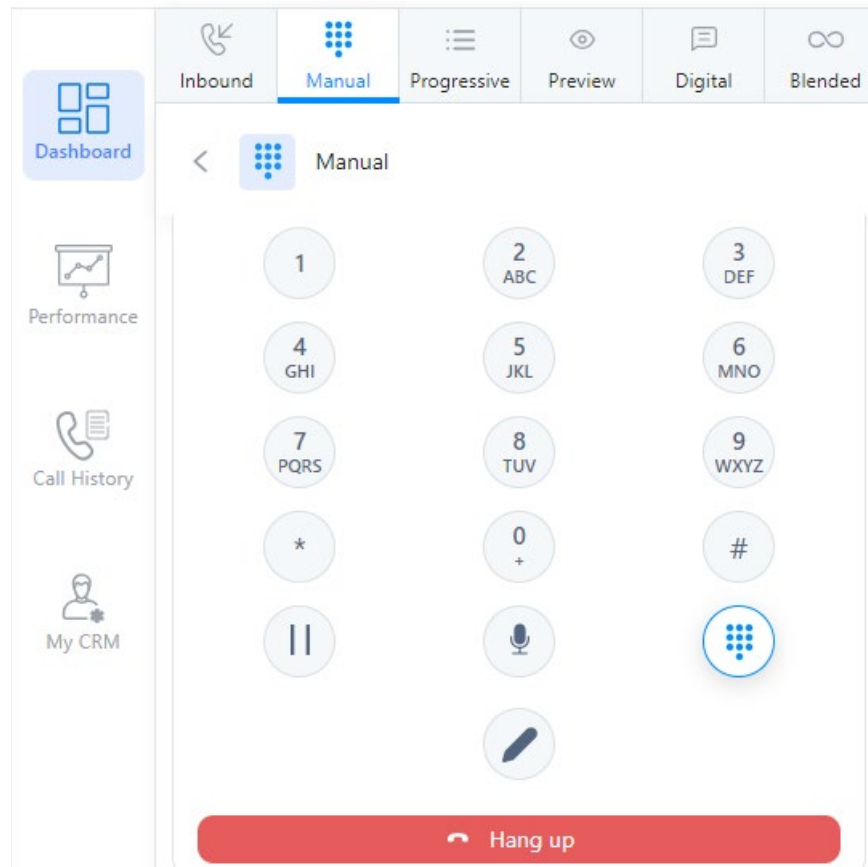 Inbound Manual Progressive Preview Digital Blended
Dashboard
Manual
Performance
Call History
My CRM
1 2 3
ABC DEF
4 5 6
GHI JKL MNO
7 8 9
PQRS TUV WXYZ
* 0 #
+
Hang up